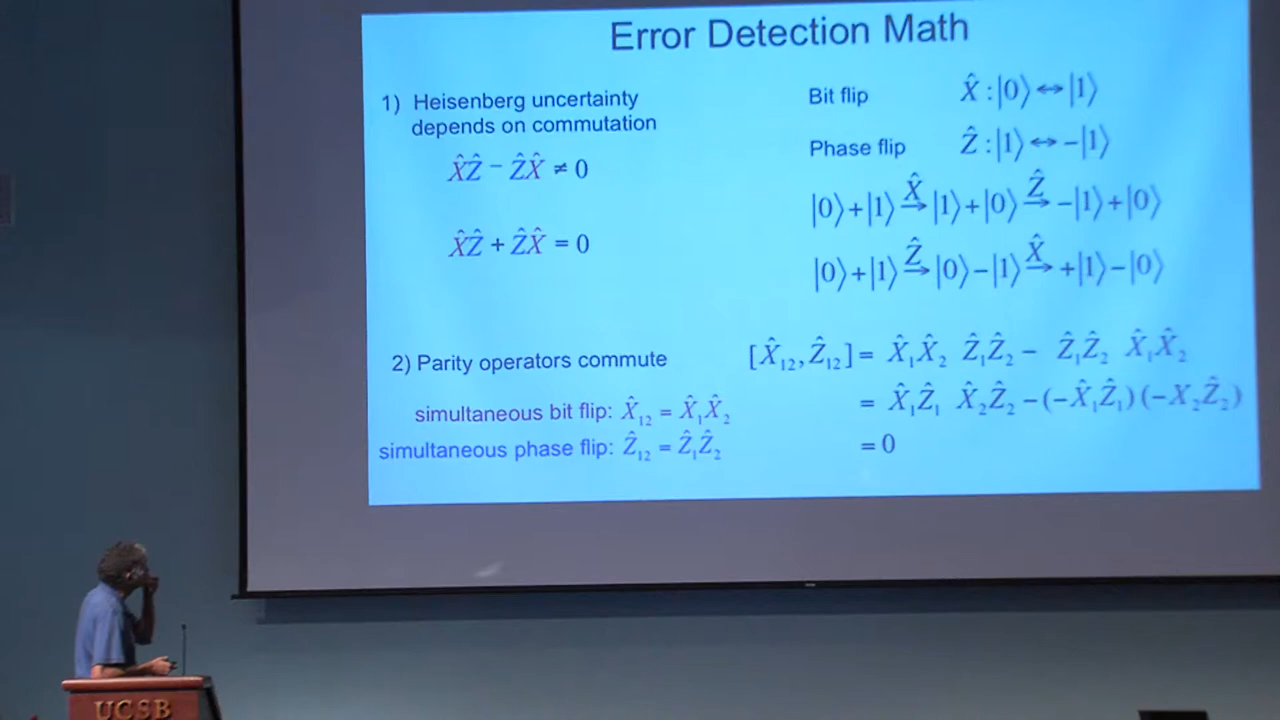 Error Detection Math
1) Heisenberg uncertainty
depends on commutation
X̂Ẑ − ẐX̂ ≠ 0
X̂Ẑ + ẐX̂ = 0
Bit flip X̂ : |0⟩ ↔ |1⟩
Phase flip Ẑ : |1⟩ ↔ −|1⟩
|0⟩+|1⟩ X̂→ |1⟩+|0⟩ Ẑ→ −|1⟩+|0⟩
|0⟩+|1⟩ Ẑ→ |0⟩−|1⟩ X̂→ +|1⟩−|0⟩
2) Parity operators commute
simultaneous bit flip: X̂₁₂ = X̂₁X̂₂
simultaneous phase flip: Ẑ₁₂ = Ẑ₁Ẑ₂
[X̂₁₂, Ẑ₁₂] = X̂₁X̂₂ Ẑ₁Ẑ₂ − Ẑ₁Ẑ₂ X̂₁X̂₂
= X̂₁Ẑ₁ X̂₂Ẑ₂ − (−X̂₁Ẑ₁)(−X₂Ẑ₂)
= 0
UCSB